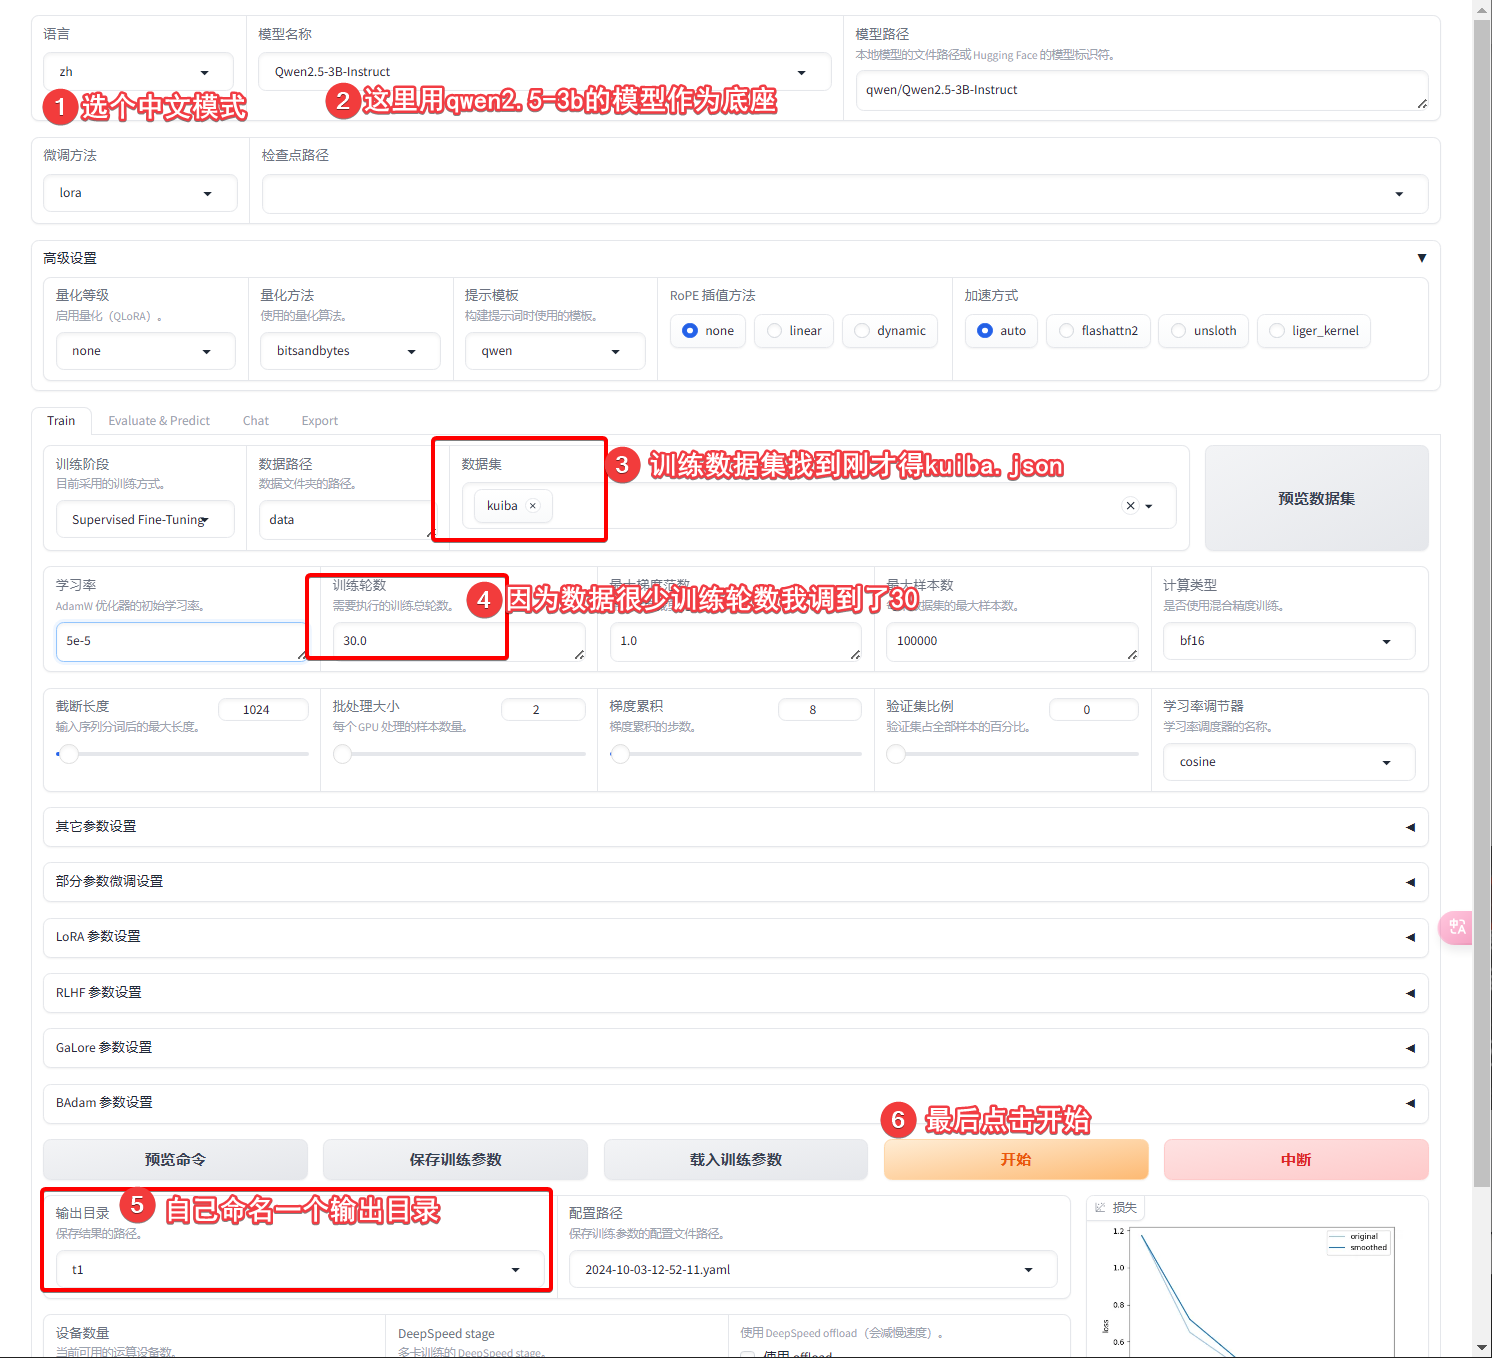 语言
模型名称
模型路径
本地模型的文件路径或 Hugging Face 的模型标识符。
zh
Qwen2.5-3B-Instruct
qwen/Qwen2.5-3B-Instruct
1 选个中文模式
2 这里用qwen2.5-3b的模型作为底座
微调方法
检查点路径
lora
高级设置
量化等级
启用量化（QLoRA）。
none
量化方法
使用的量化算法。
bitsandbytes
提示模板
构建提示词时使用的模板。
qwen
RoPE 插值方法
none
linear
dynamic
加速方式
auto
flashattn2
unsloth
liger_kernel
Train
Evaluate & Predict
Chat
Export
训练阶段
目前采用的训练方式。
Supervised Fine-Tuning
数据路径
数据文件夹的路径。
data
数据集
kuiba ×
3 训练数据集找到刚才得kuiba.json
预览数据集
学习率
AdamW 优化器的初始学习率。
5e-5
训练轮数
需要执行的训练总轮数。
30.0
4 因为数据很少训练轮数我调到了30
最大梯度范数
1.0
最大样本数
数据集的最大样本数。
100000
计算类型
是否使用混合精度训练。
bf16
截断长度
1024
输入序列分词后的最大长度。
批处理大小
2
每个 GPU 处理的样本数量。
梯度累积
8
梯度累积的步数。
验证集比例
0
验证集占全部样本的百分比。
学习率调节器
学习率调度器的名称。
cosine
其它参数设置
部分参数微调设置
LoRA 参数设置
RLHF 参数设置
GaLore 参数设置
BAdam 参数设置
6 最后点击开始
预览命令
保存训练参数
载入训练参数
开始
中断
输出目录
5 自己命名一个输出目录
保存结果的路径。
t1
配置路径
保存训练参数的配置文件路径。
2024-10-03-12-52-11.yaml
损失
original
smoothed
1.2
1.0
0.8
0.6
loss
设备数量
当前可用的运算设备数。
DeepSpeed stage
多卡训练的 DeepSpeed stage。
使用 DeepSpeed offload（会减慢速度）。
使用 offload